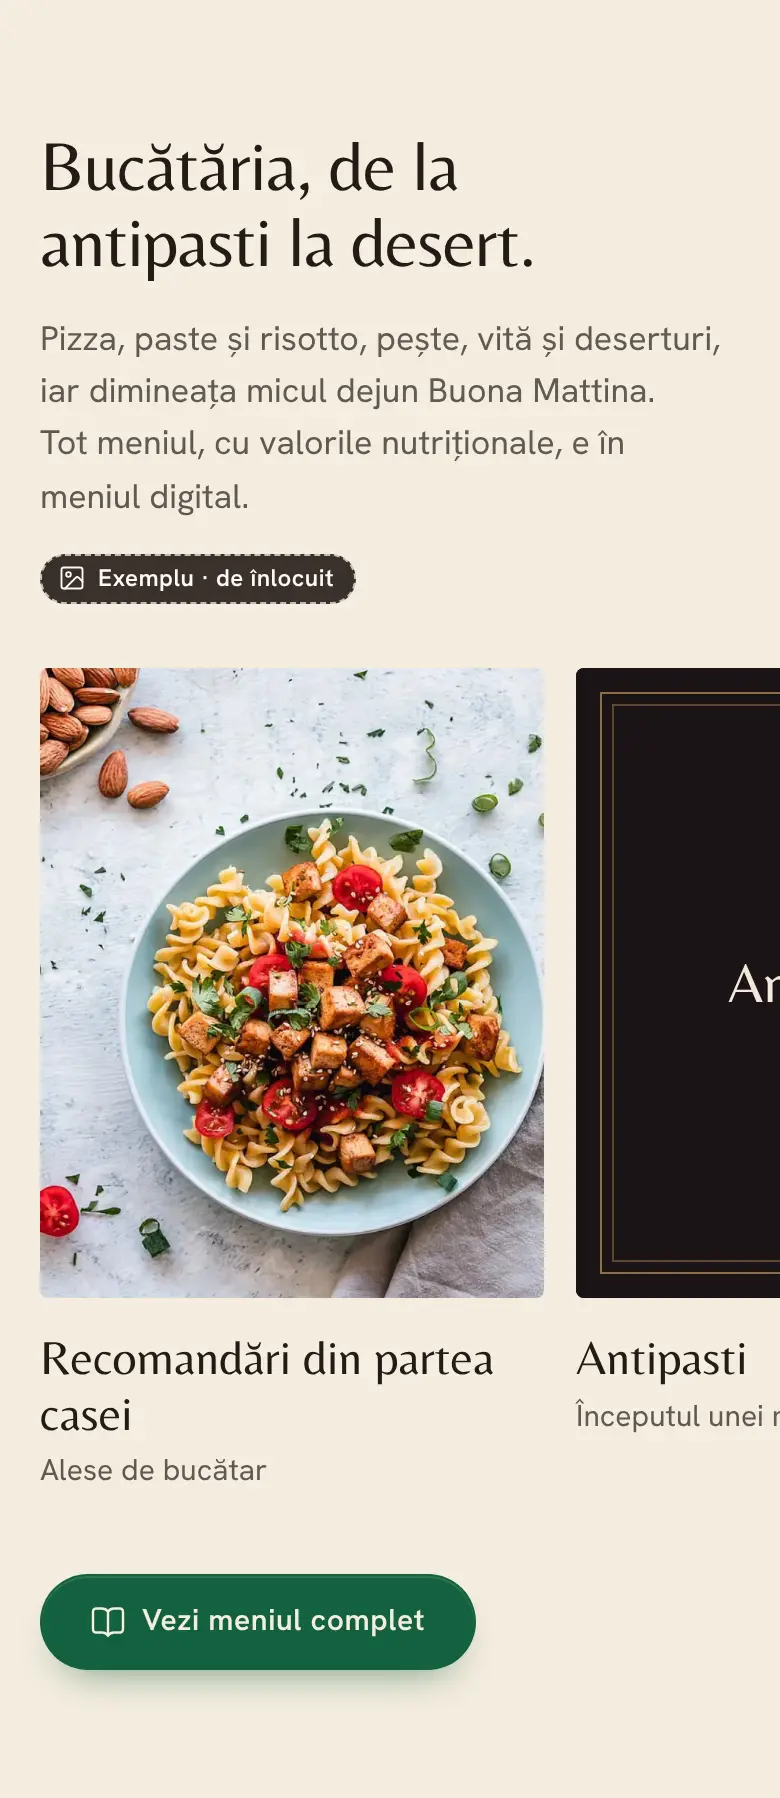 Bucătăria, de la
antipasti la desert.
Pizza, paste și risotto, pește, vită și deserturi,
iar dimineața micul dejun Buona Mattina.
Tot meniul, cu valorile nutriționale, e în
meniul digital.
Exemplu · de înlocuit
Recomandări din partea
casei
Alese de bucătar
Antipasti
Începutul unei
Vezi meniul complet